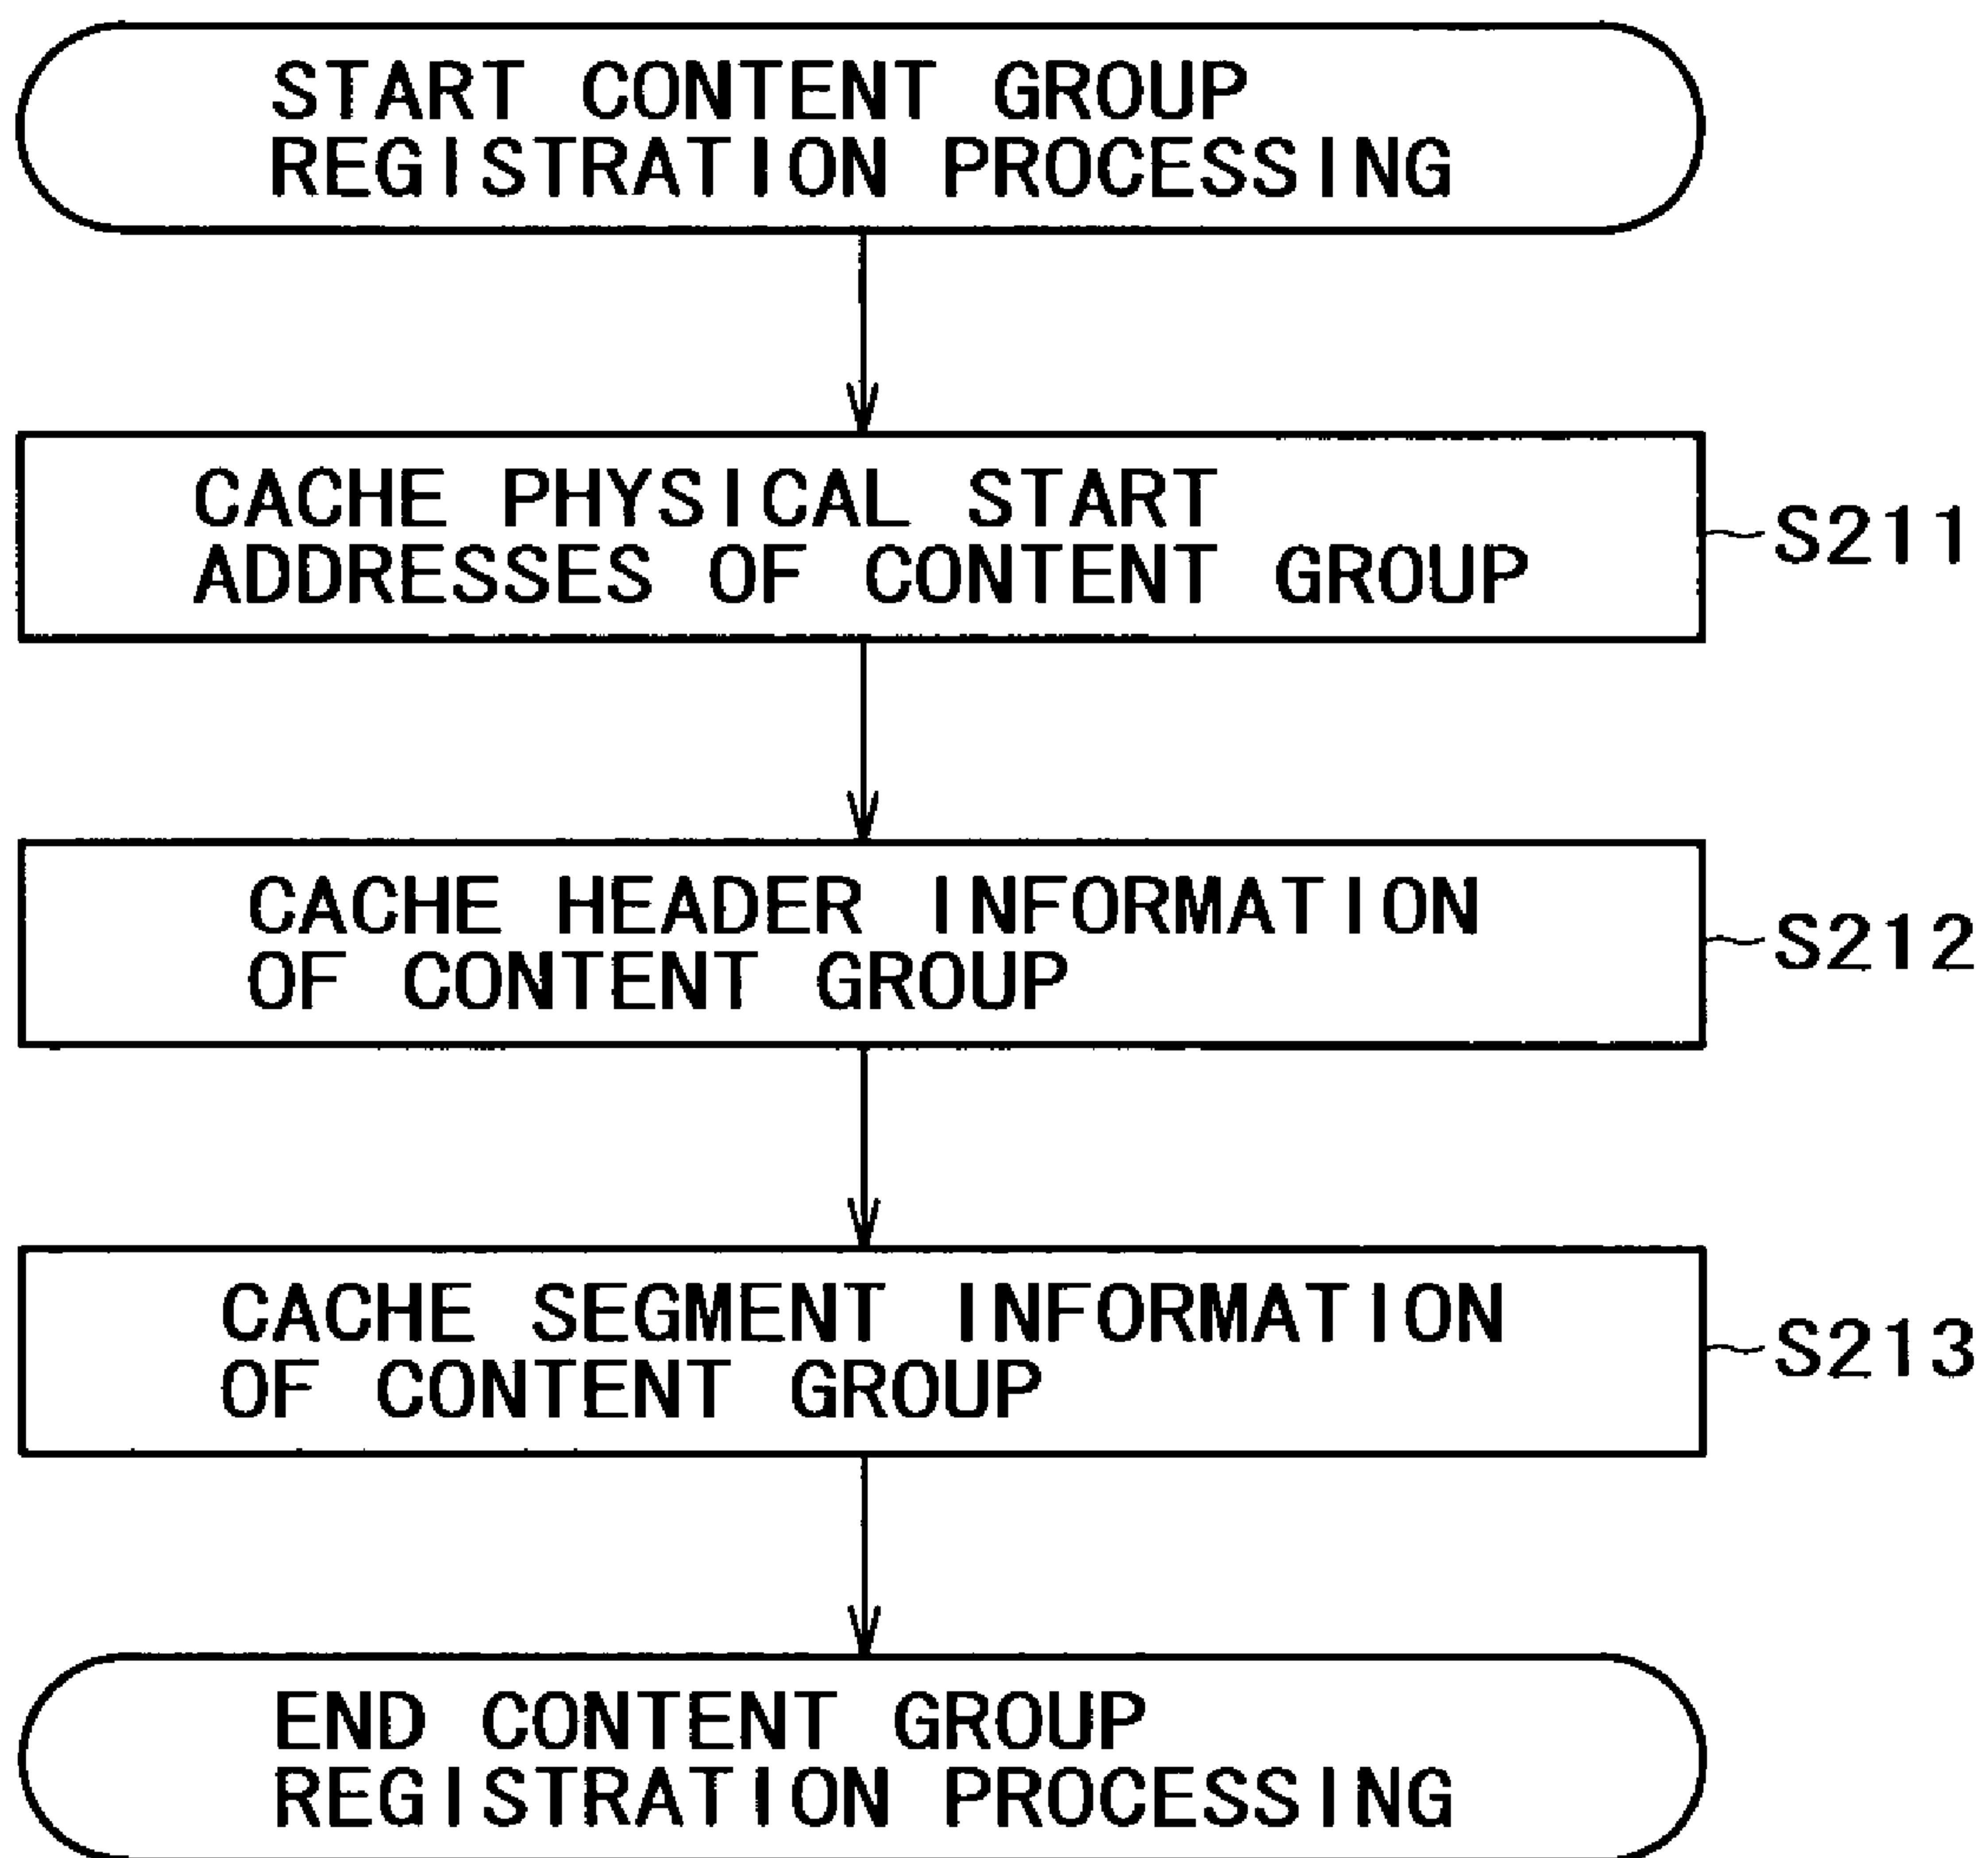 START CONTENT GROUP
REGISTRATION PROCESSING
CACHE PHYSICAL START
ADDRESSES OF CONTENT GROUP
S211
CACHE HEADER INFORMATION
OF CONTENT GROUP
S212
CACHE SEGMENT INFORMATION
OF CONTENT GROUP
S213
END CONTENT GROUP
REGISTRATION PROCESSING